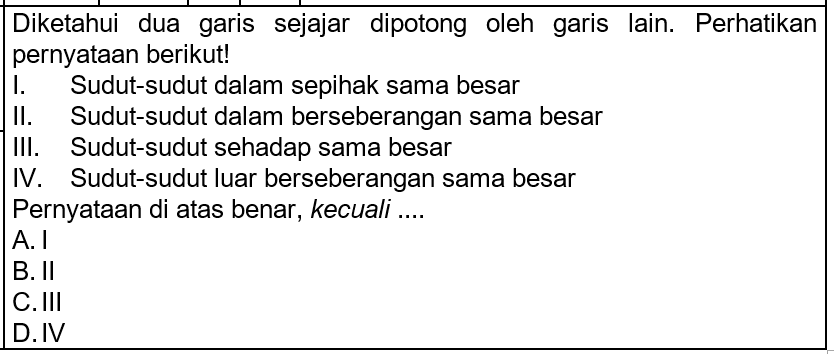 Diketahui dua garis sejajar dipotong oleh garis lain. Perhatikan
pernyataan berikut!
I. Sudut-sudut dalam sepihak sama besar
II. Sudut-sudut dalam berseberangan sama besar
III. Sudut-sudut sehadap sama besar
IV. Sudut-sudut luar berseberangan sama besar
Pernyataan di atas benar, kecuali ....
A. I
B. II
C. III
D. IV